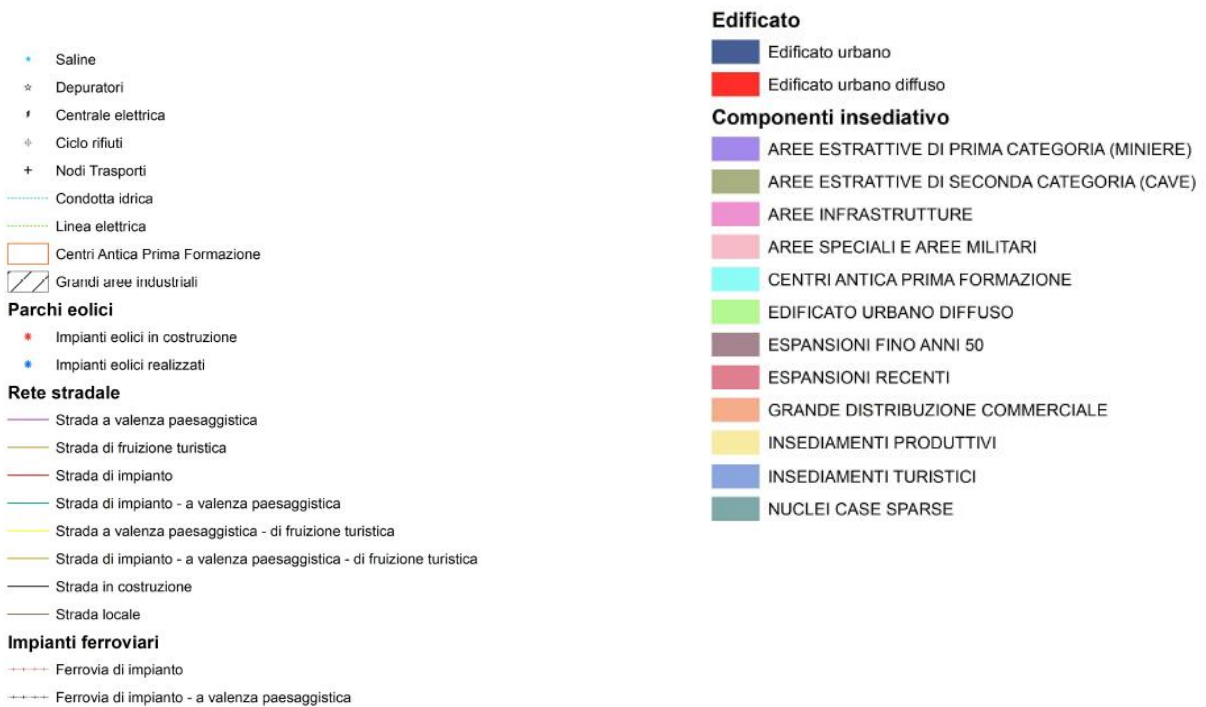 Saline
Depuratori
Centrale elettrica
Ciclo rifiuti
Nodi Trasporti
Condotta idrica
Linea elettrica
Centri Antica Prima Formazione
Grandi aree industriali
Parchi eolici
Impianti eolici in costruzione
Impianti eolici realizzati
Rete stradale
Strada a valenza paesaggistica
Strada di fruizione turistica
Strada di impianto
Strada di impianto - a valenza paesaggistica
Strada a valenza paesaggistica - di fruizione turistica
Strada di impianto - a valenza paesaggistica - di fruizione turistica
Strada in costruzione
Strada locale
Impianti ferroviari
Ferrovia di impianto
Ferrovia di impianto - a valenza paesaggistica
Edificato
Edificato urbano
Edificato urbano diffuso
Componenti insediativo
AREE ESTRATTIVE DI PRIMA CATEGORIA (MINIERE)
AREE ESTRATTIVE DI SECONDA CATEGORIA (CAVE)
AREE INFRASTRUTTURE
AREE SPECIALI E AREE MILITARI
CENTRI ANTICA PRIMA FORMAZIONE
EDIFICATO URBANO DIFFUSO
ESPANSIONI FINO ANNI 50
ESPANSIONI RECENTI
GRANDE DISTRIBUZIONE COMMERCIALE
INSEDIAMENTI PRODUTTIVI
INSEDIAMENTI TURISTICI
NUCLEI CASE SPARSE